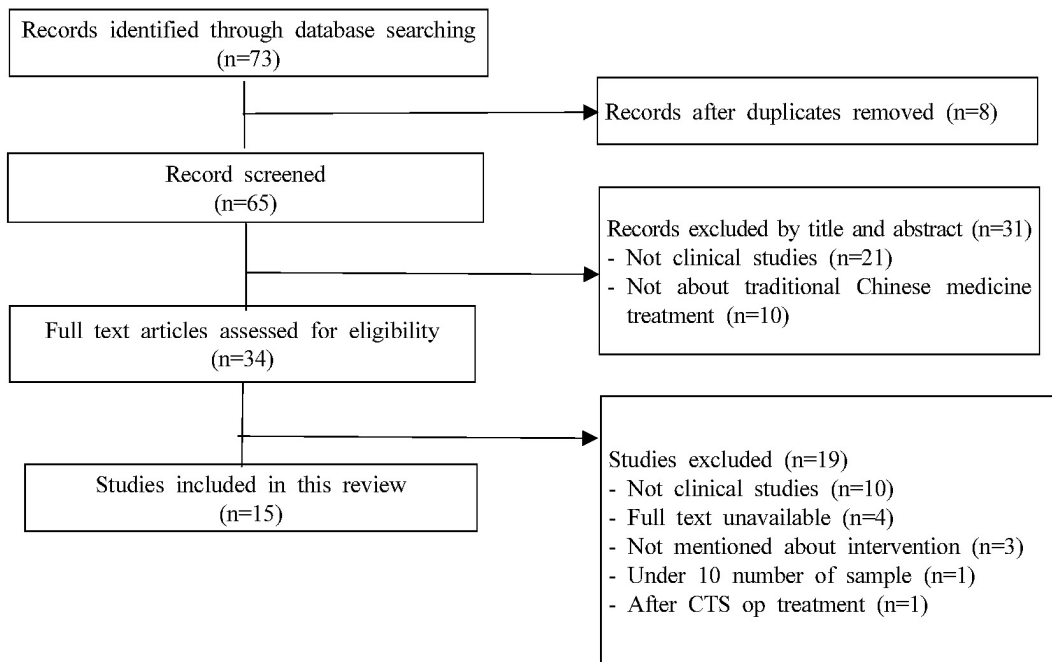 Records identified through database searching
(n=73)
Records after duplicates removed (n=8)
Record screened
(n=65)
Records excluded by title and abstract (n=31)
- Not clinical studies (n=21)
- Not about traditional Chinese medicine
treatment (n=10)
Full text articles assessed for eligibility
(n=34)
Studies excluded (n=19)
- Not clinical studies (n=10)
- Full text unavailable (n=4)
- Not mentioned about intervention (n=3)
- Under 10 number of sample (n=1)
- After CTS op treatment (n=1)
Studies included in this review
(n=15)